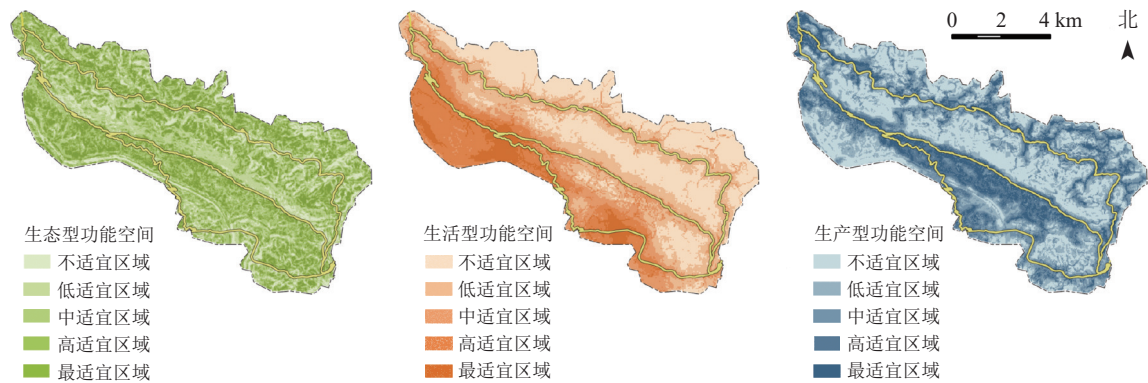 0 2 4 km 北
生态型功能空间
不适宜区域
低适宜区域
中适宜区域
高适宜区域
最适宜区域
生活型功能空间
不适宜区域
低适宜区域
中适宜区域
高适宜区域
最适宜区域
生产型功能空间
不适宜区域
低适宜区域
中适宜区域
高适宜区域
最适宜区域